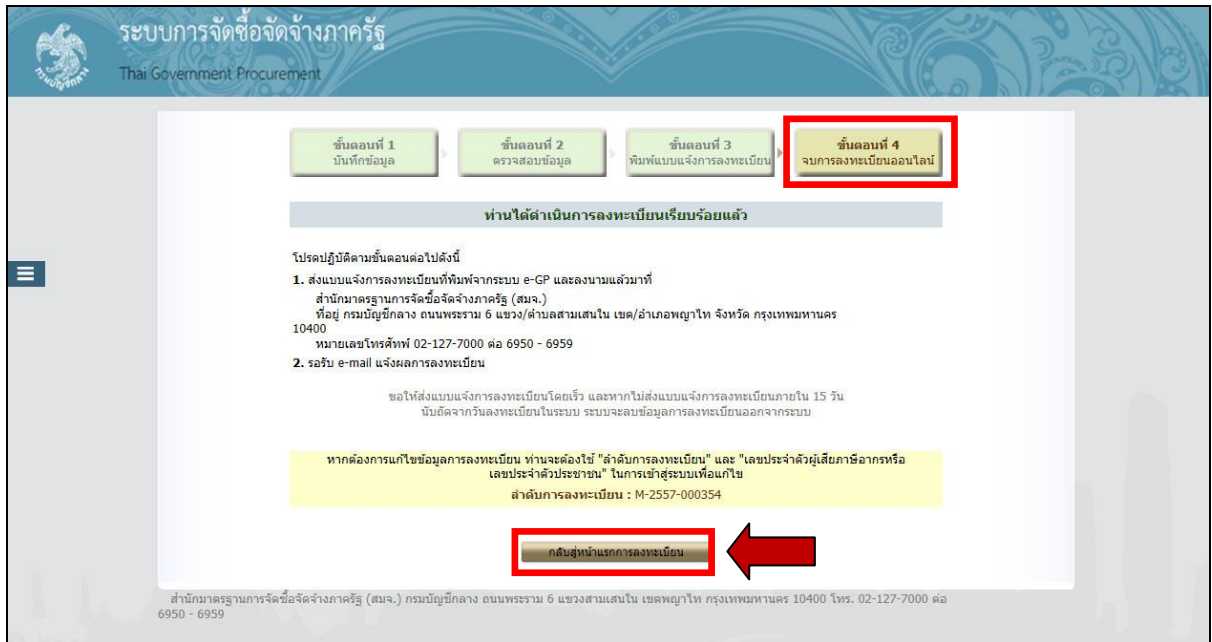 ระบบการจัดซื้อจัดจ้างภาครัฐ
Thai Government Procurement
กรมบัญชีกลาง
ขั้นตอนที่ 1
บันทึกข้อมูล
ขั้นตอนที่ 2
ตรวจสอบข้อมูล
ขั้นตอนที่ 3
พิมพ์แบบแจ้งการลงทะเบียน
ขั้นตอนที่ 4
จบการลงทะเบียนออนไลน์
ท่านได้ดำเนินการลงทะเบียนเรียบร้อยแล้ว
โปรดปฏิบัติตามขั้นตอนต่อไปดังนี้
1. ส่งแบบแจ้งการลงทะเบียนที่พิมพ์จากระบบ e-GP และลงนามแล้วมาที่
สำนักมาตรฐานการจัดซื้อจัดจ้างภาครัฐ (สมจ.)
ที่อยู่ กรมบัญชีกลาง ถนนพระราม 6 แขวง/ตำบลสามเสนใน เขต/อำเภอพญาไท จังหวัด กรุงเทพมหานคร
10400
หมายเลขโทรศัพท์ 02-127-7000 ต่อ 6950 - 6959
2. รอรับ e-mail แจ้งผลการลงทะเบียน
ขอให้ส่งแบบแจ้งการลงทะเบียนโดยเร็ว และหากไม่ส่งแบบแจ้งการลงทะเบียนภายใน 15 วัน
นับถัดจากวันลงทะเบียนในระบบ ระบบจะลบข้อมูลการลงทะเบียนออกจากระบบ
หากต้องการแก้ไขข้อมูลการลงทะเบียน ท่านจะต้องใช้ "ลำดับการลงทะเบียน" และ "เลขประจำตัวผู้เสียภาษีอากรหรือ
เลขประจำตัวประชาชน" ในการเข้าสู่ระบบเพื่อแก้ไข
ลำดับการลงทะเบียน : M-2557-000354
กลับสู่หน้าแรกการลงทะเบียน
สำนักมาตรฐานการจัดซื้อจัดจ้างภาครัฐ (สมจ.) กรมบัญชีกลาง ถนนพระราม 6 แขวงสามเสนใน เขตพญาไท กรุงเทพมหานคร 10400 โทร. 02-127-7000 ต่อ
6950 - 6959